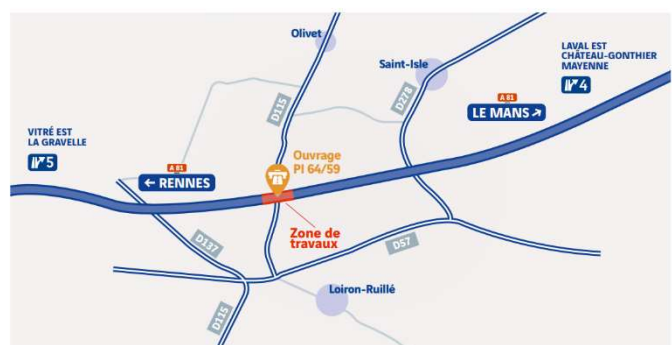 Olivet
Saint-Isle
LAVAL EST
CHÂTEAU-GONTHIER
MAYENNE
4
D115
D278
A 81
LE MANS ↗
VITRÉ EST
LA GRAVELLE
5
A 81
← RENNES
Ouvrage
PI 64/59
Zone de
travaux
D137
D57
Loiron-Ruillé
D115